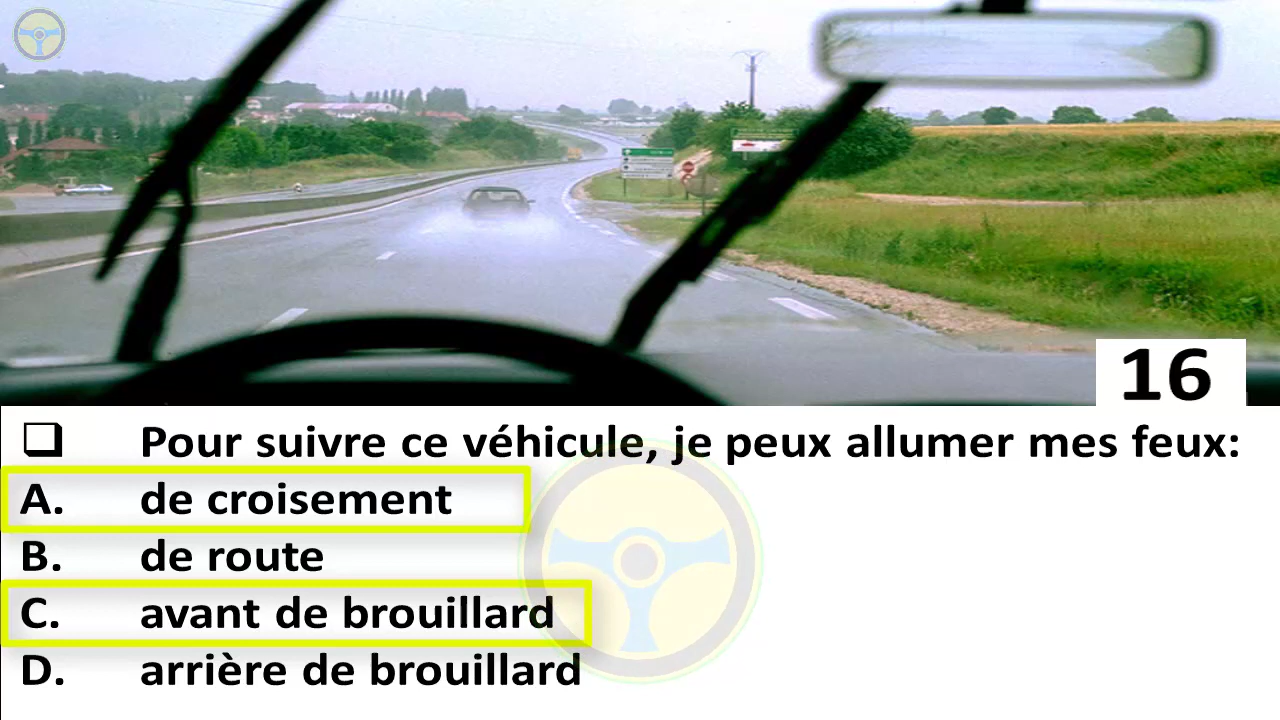 16
❑ Pour suivre ce véhicule, je peux allumer mes feux:
A. de croisement
B. de route
C. avant de brouillard
D. arrière de brouillard